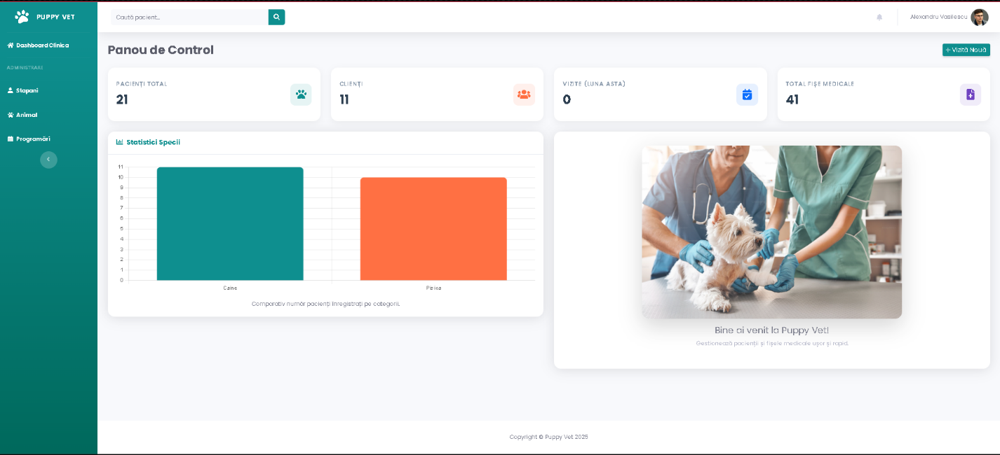 PUPPY VET
Caută pacient...
Alexandru Vasilescu
Dashboard Clinica
ADMINISTRARE
Stapani
Animal
Programări
Panou de Control
+ Vizită Nouă
PACIENȚI TOTAL
21
CLIENȚI
11
VIZITE (LUNA ASTA)
0
TOTAL FIȘE MEDICALE
41
Statistici Specii
11
10
9
8
7
6
5
4
3
2
1
0
Caine
Pisica
Comparativ număr pacienți înregistrați pe categorii.
Bine ai venit la Puppy Vet!
Gestionează pacienții și fișele medicale ușor și rapid.
Copyright © Puppy Vet 2025